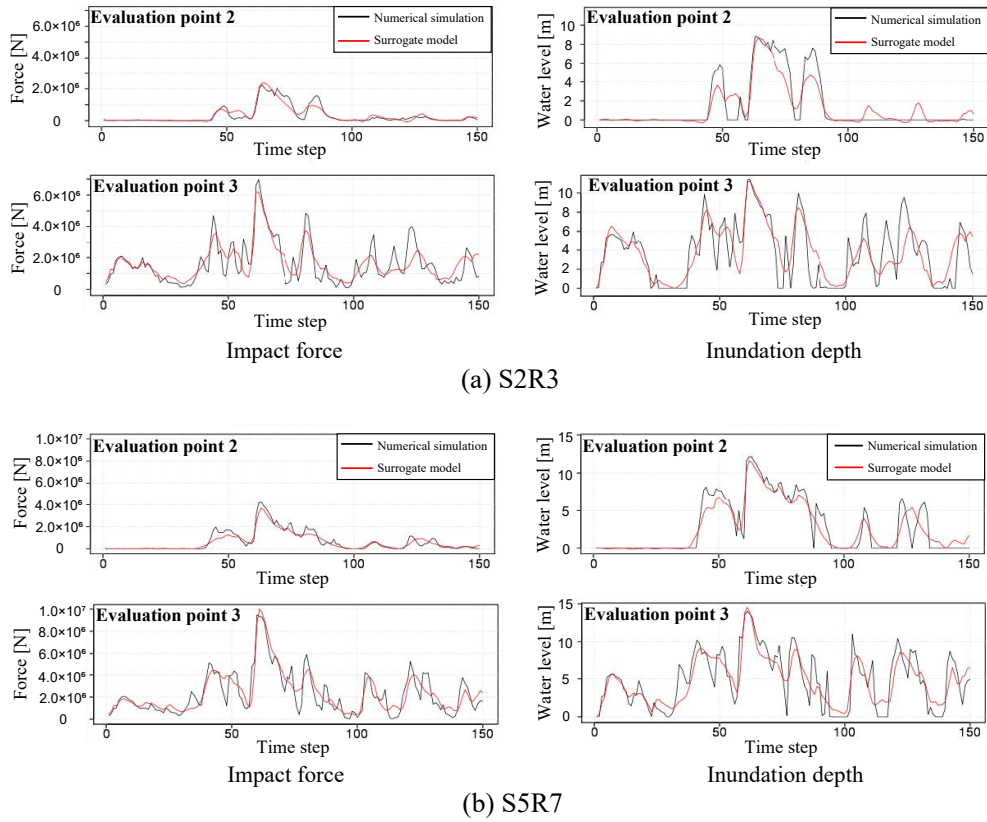 Evaluation point 2
Numerical simulation
Surrogate model
Force [N]
6.0×10⁶
4.0×10⁶
2.0×10⁶
0
0 50 100 150
Time step
Evaluation point 2
Numerical simulation
Surrogate model
Water level [m]
10
8
6
4
2
0
0 50 100 150
Time step
Evaluation point 3
Force [N]
6.0×10⁶
4.0×10⁶
2.0×10⁶
0
0 50 100 150
Time step
Impact force
Evaluation point 3
Water level [m]
10
8
6
4
2
0
0 50 100 150
Time step
Inundation depth
(a) S2R3
Evaluation point 2
Numerical simulation
Surrogate model
Force [N]
1.0×10⁷
8.0×10⁶
6.0×10⁶
4.0×10⁶
2.0×10⁶
0
0 50 100 150
Time step
Evaluation point 2
Numerical simulation
Surrogate model
Water level [m]
15
10
5
0
0 50 100 150
Time step
Evaluation point 3
Force [N]
1.0×10⁷
8.0×10⁶
6.0×10⁶
4.0×10⁶
2.0×10⁶
0
0 50 100 150
Time step
Impact force
Evaluation point 3
Water level [m]
15
10
5
0
0 50 100 150
Time step
Inundation depth
(b) S5R7